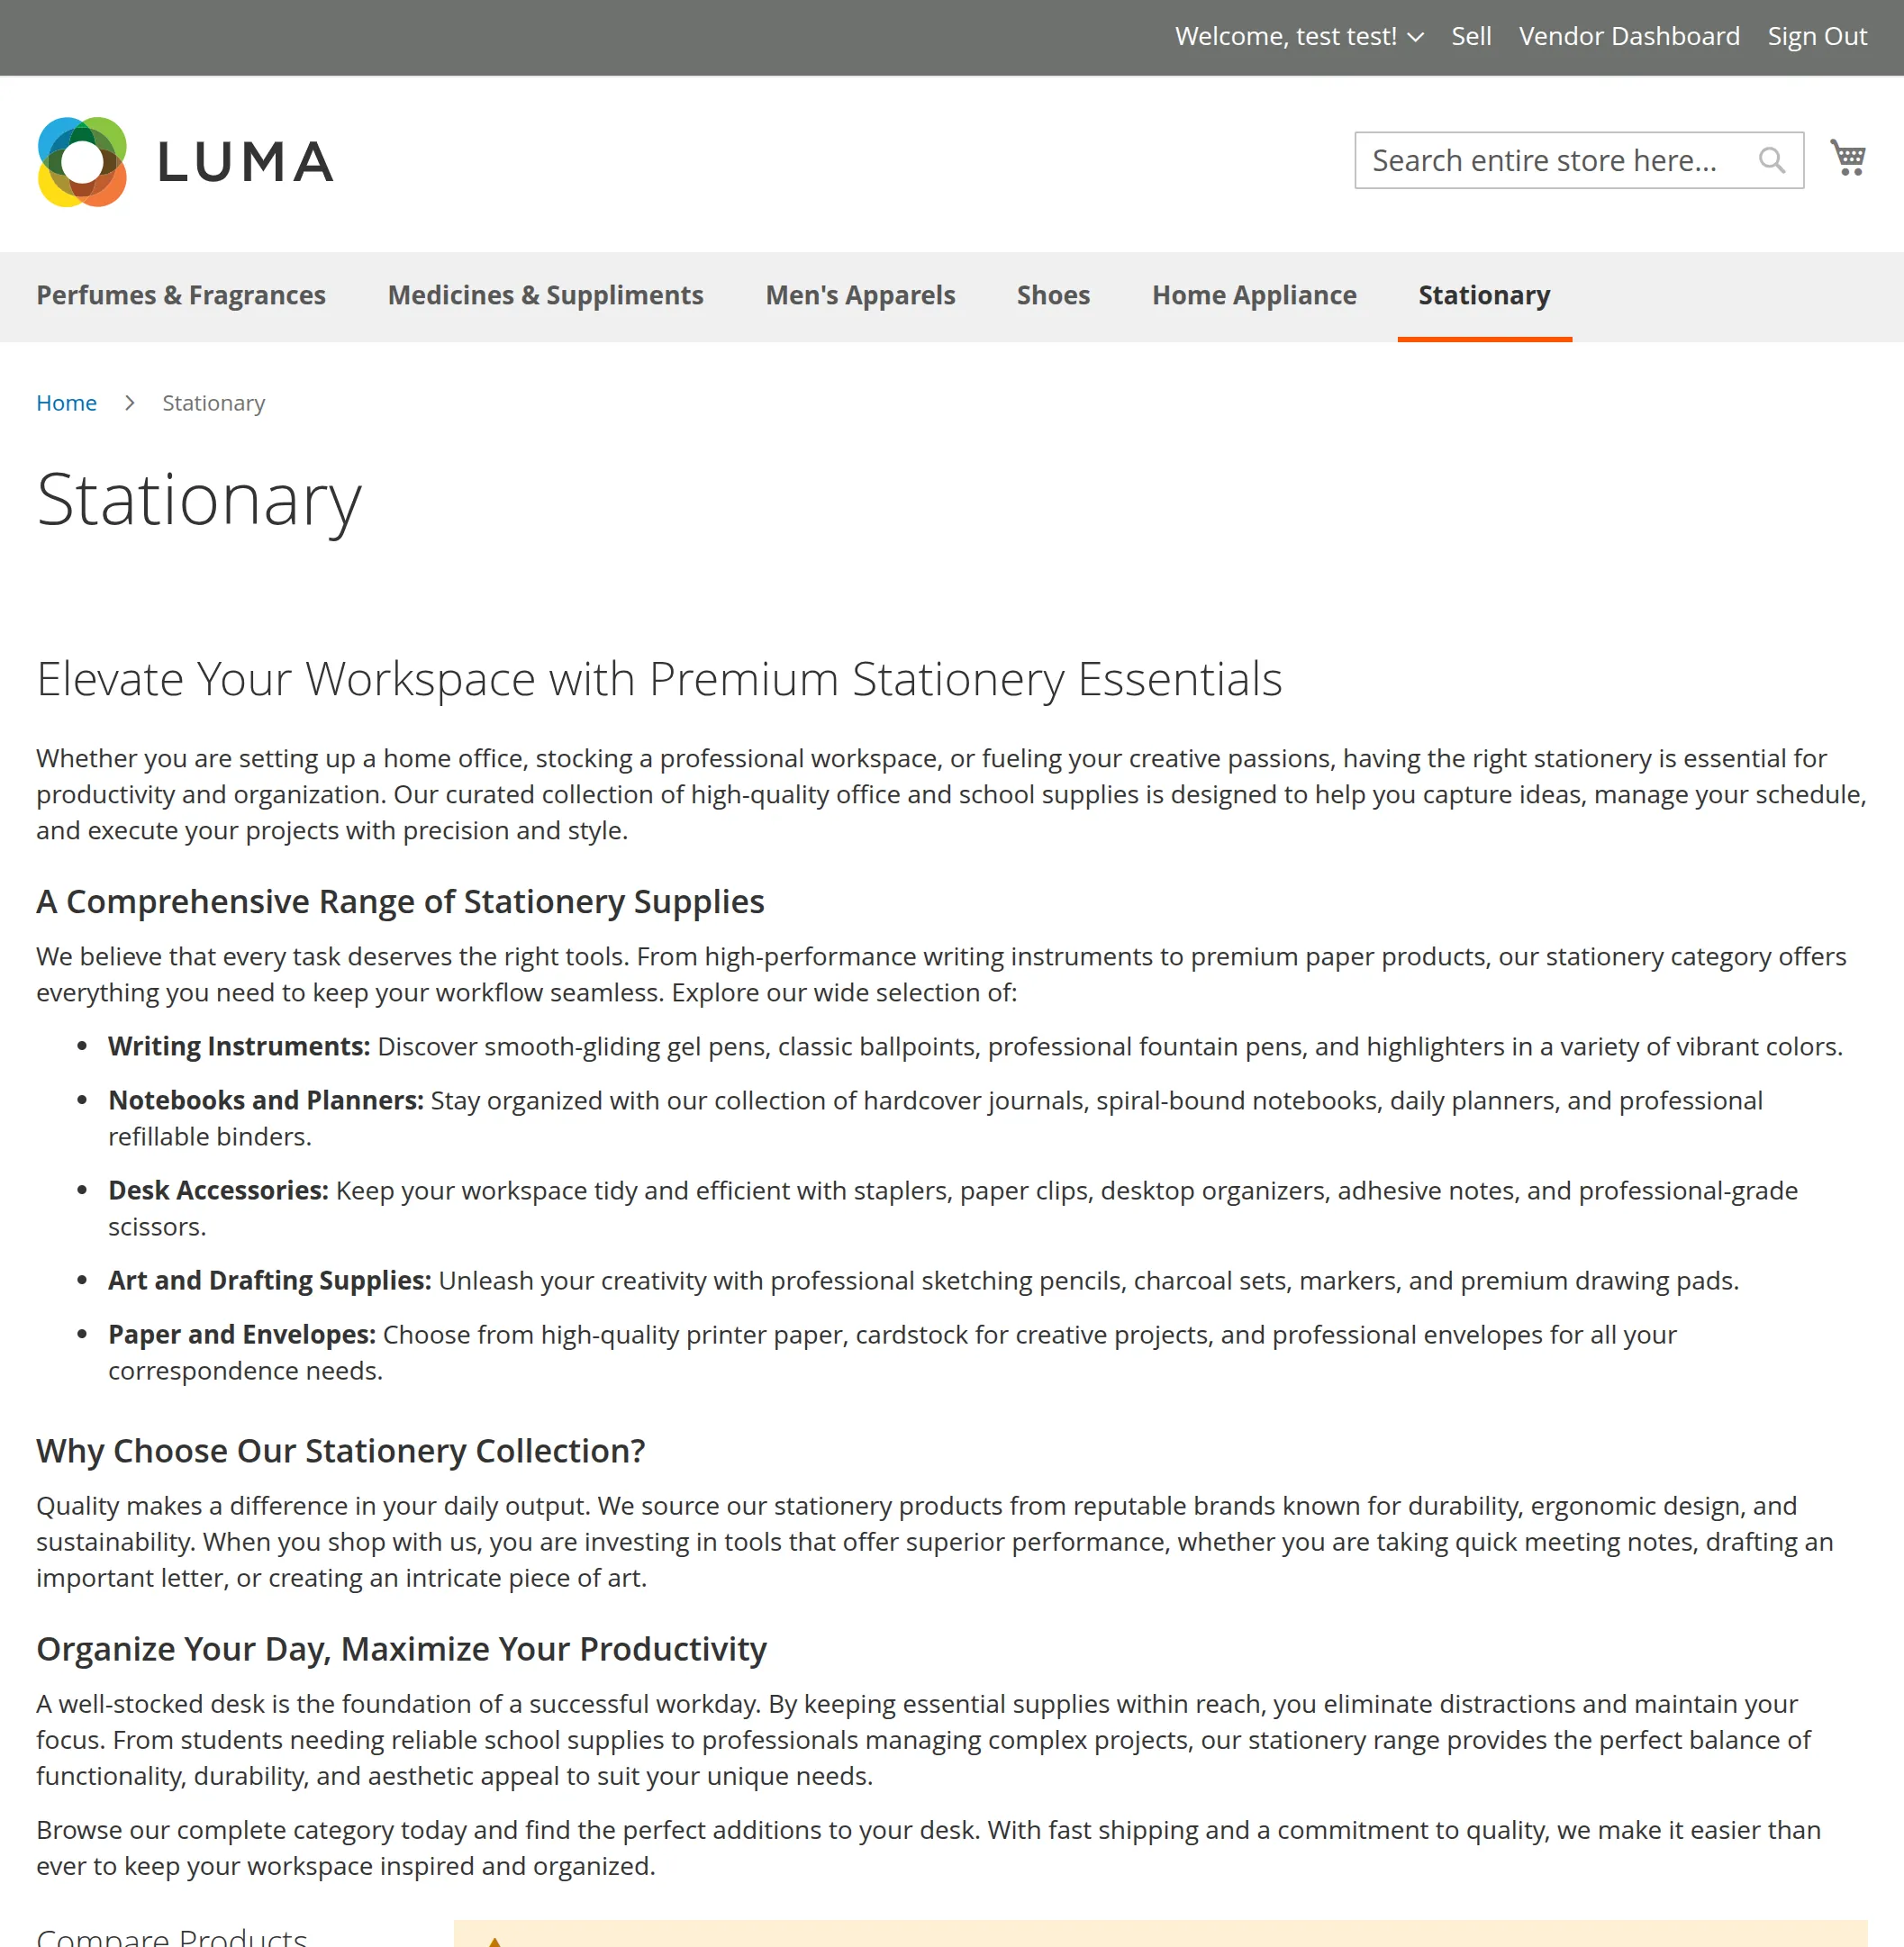 Welcome, test test! Sell Vendor Dashboard Sign Out
LUMA
Search entire store here...
Perfumes & Fragrances Medicines & Suppliments Men's Apparels Shoes Home Appliance Stationary
Home > Stationary
Stationary
Elevate Your Workspace with Premium Stationery Essentials
Whether you are setting up a home office, stocking a professional workspace, or fueling your creative passions, having the right stationery is essential for
productivity and organization. Our curated collection of high-quality office and school supplies is designed to help you capture ideas, manage your schedule,
and execute your projects with precision and style.
A Comprehensive Range of Stationery Supplies
We believe that every task deserves the right tools. From high-performance writing instruments to premium paper products, our stationery category offers
everything you need to keep your workflow seamless. Explore our wide selection of:
• Writing Instruments: Discover smooth-gliding gel pens, classic ballpoints, professional fountain pens, and highlighters in a variety of vibrant colors.
• Notebooks and Planners: Stay organized with our collection of hardcover journals, spiral-bound notebooks, daily planners, and professional
refillable binders.
• Desk Accessories: Keep your workspace tidy and efficient with staplers, paper clips, desktop organizers, adhesive notes, and professional-grade
scissors.
• Art and Drafting Supplies: Unleash your creativity with professional sketching pencils, charcoal sets, markers, and premium drawing pads.
• Paper and Envelopes: Choose from high-quality printer paper, cardstock for creative projects, and professional envelopes for all your
correspondence needs.
Why Choose Our Stationery Collection?
Quality makes a difference in your daily output. We source our stationery products from reputable brands known for durability, ergonomic design, and
sustainability. When you shop with us, you are investing in tools that offer superior performance, whether you are taking quick meeting notes, drafting an
important letter, or creating an intricate piece of art.
Organize Your Day, Maximize Your Productivity
A well-stocked desk is the foundation of a successful workday. By keeping essential supplies within reach, you eliminate distractions and maintain your
focus. From students needing reliable school supplies to professionals managing complex projects, our stationery range provides the perfect balance of
functionality, durability, and aesthetic appeal to suit your unique needs.
Browse our complete category today and find the perfect additions to your desk. With fast shipping and a commitment to quality, we make it easier than
ever to keep your workspace inspired and organized.
Compare Products